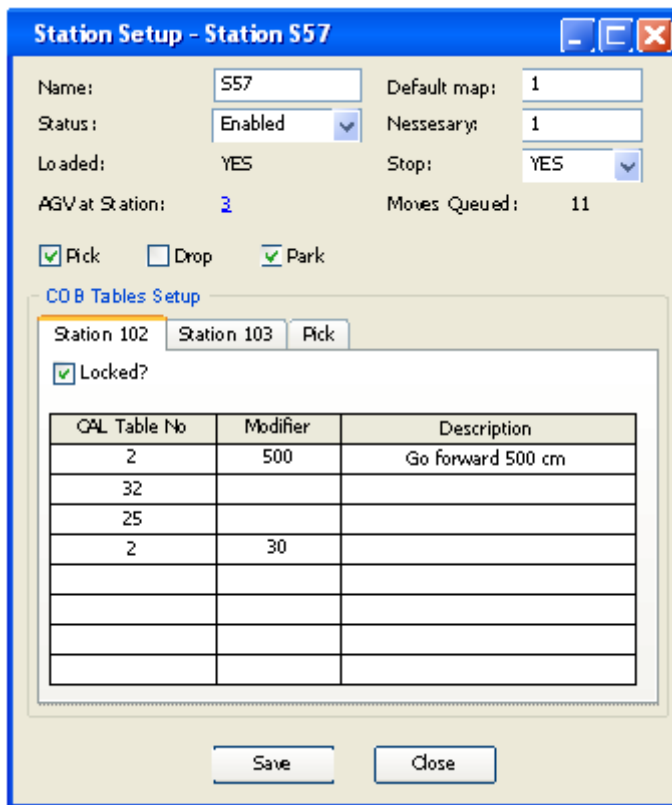 Station Setup - Station S57
Name: S57 Default map: 1
Status: Enabled Nessesary: 1
Loaded: YES Stop: YES
AGV at Station: 3 Moves Queued: 11
Pick Drop Park
COB Tables Setup
Station 102 Station 103 Pick
Locked?
CAL Table No Modifier Description
2 500 Go forward 500 cm
32
25
2 30
Save Close